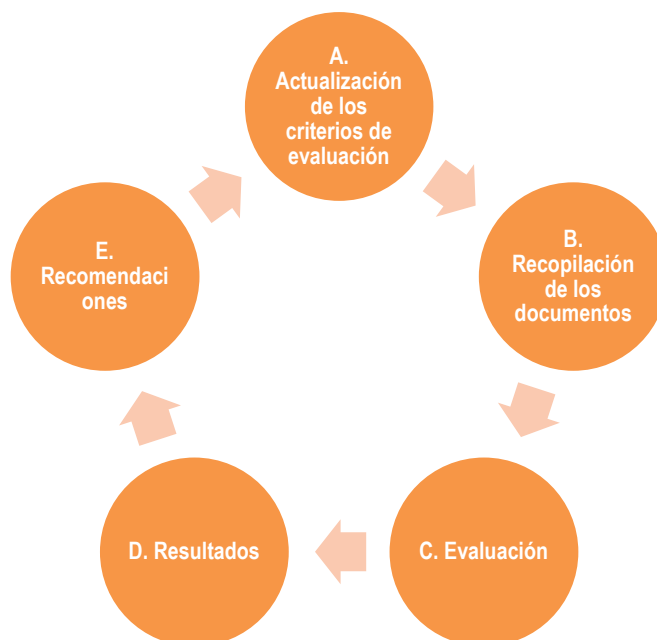 A.
Actualización
de los
criterios de
evaluación
B.
Recopilación
de los
documentos
C. Evaluación
D. Resultados
E.
Recomendaci
ones